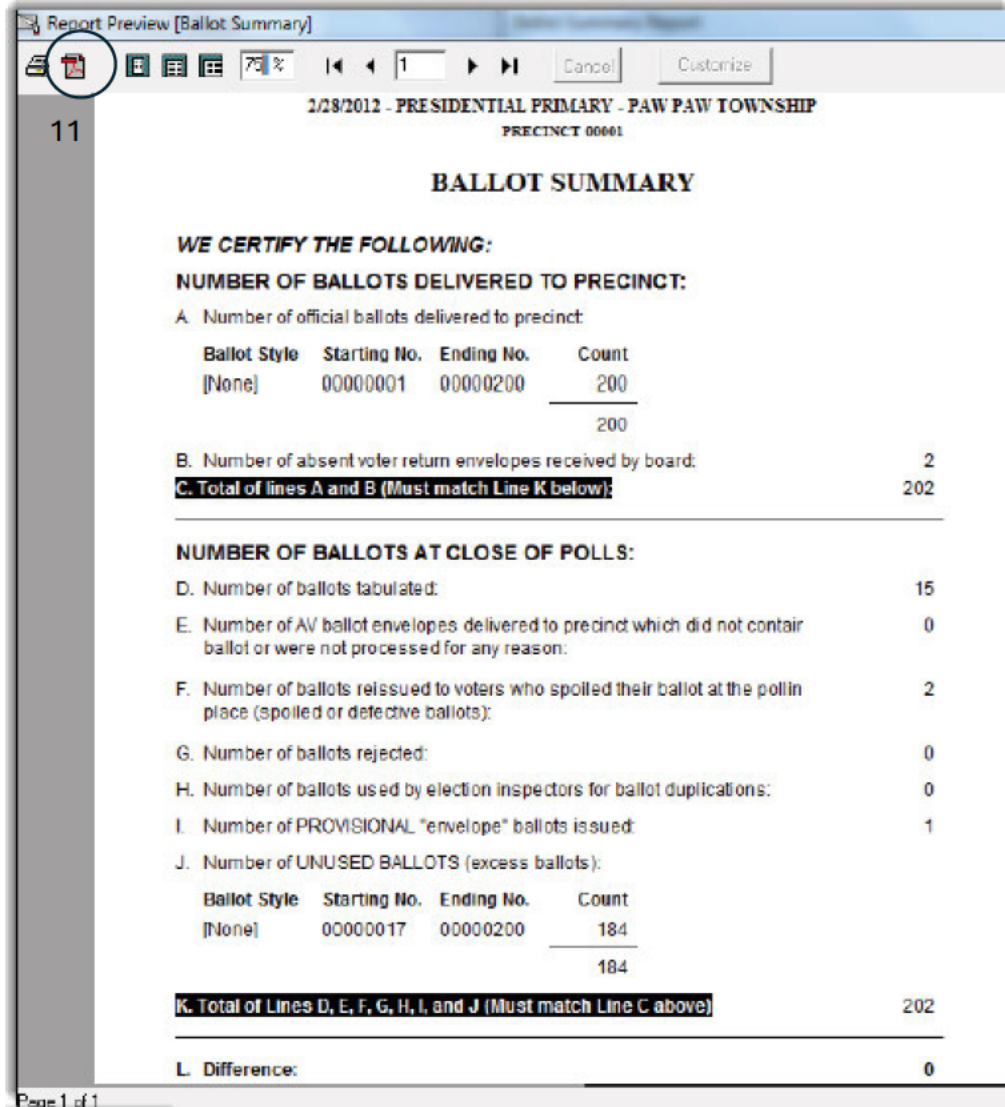 Report Preview [Ballot Summary]
75 %
1
Cancel
Customize
11
2/28/2012 - PRESIDENTIAL PRIMARY - PAW PAW TOWNSHIP
PRECINCT 00001
BALLOT SUMMARY
WE CERTIFY THE FOLLOWING:
NUMBER OF BALLOTS DELIVERED TO PRECINCT:
A. Number of official ballots delivered to precinct:
Ballot Style Starting No. Ending No. Count
[None] 00000001 00000200 200
200
B. Number of absent voter return envelopes received by board: 2
C. Total of lines A and B (Must match Line K below): 202
NUMBER OF BALLOTS AT CLOSE OF POLLS:
D. Number of ballots tabulated: 15
E. Number of AV ballot envelopes delivered to precinct which did not contain 0
ballot or were not processed for any reason:
F. Number of ballots reissued to voters who spoiled their ballot at the pollin 2
place (spoiled or defective ballots):
G. Number of ballots rejected: 0
H. Number of ballots used by election inspectors for ballot duplications: 0
I. Number of PROVISIONAL "envelope" ballots issued: 1
J. Number of UNUSED BALLOTS (excess ballots):
Ballot Style Starting No. Ending No. Count
[None] 00000017 00000200 184
184
K. Total of Lines D, E, F, G, H, I, and J (Must match Line C above) 202
L. Difference: 0
Page 1 of 1